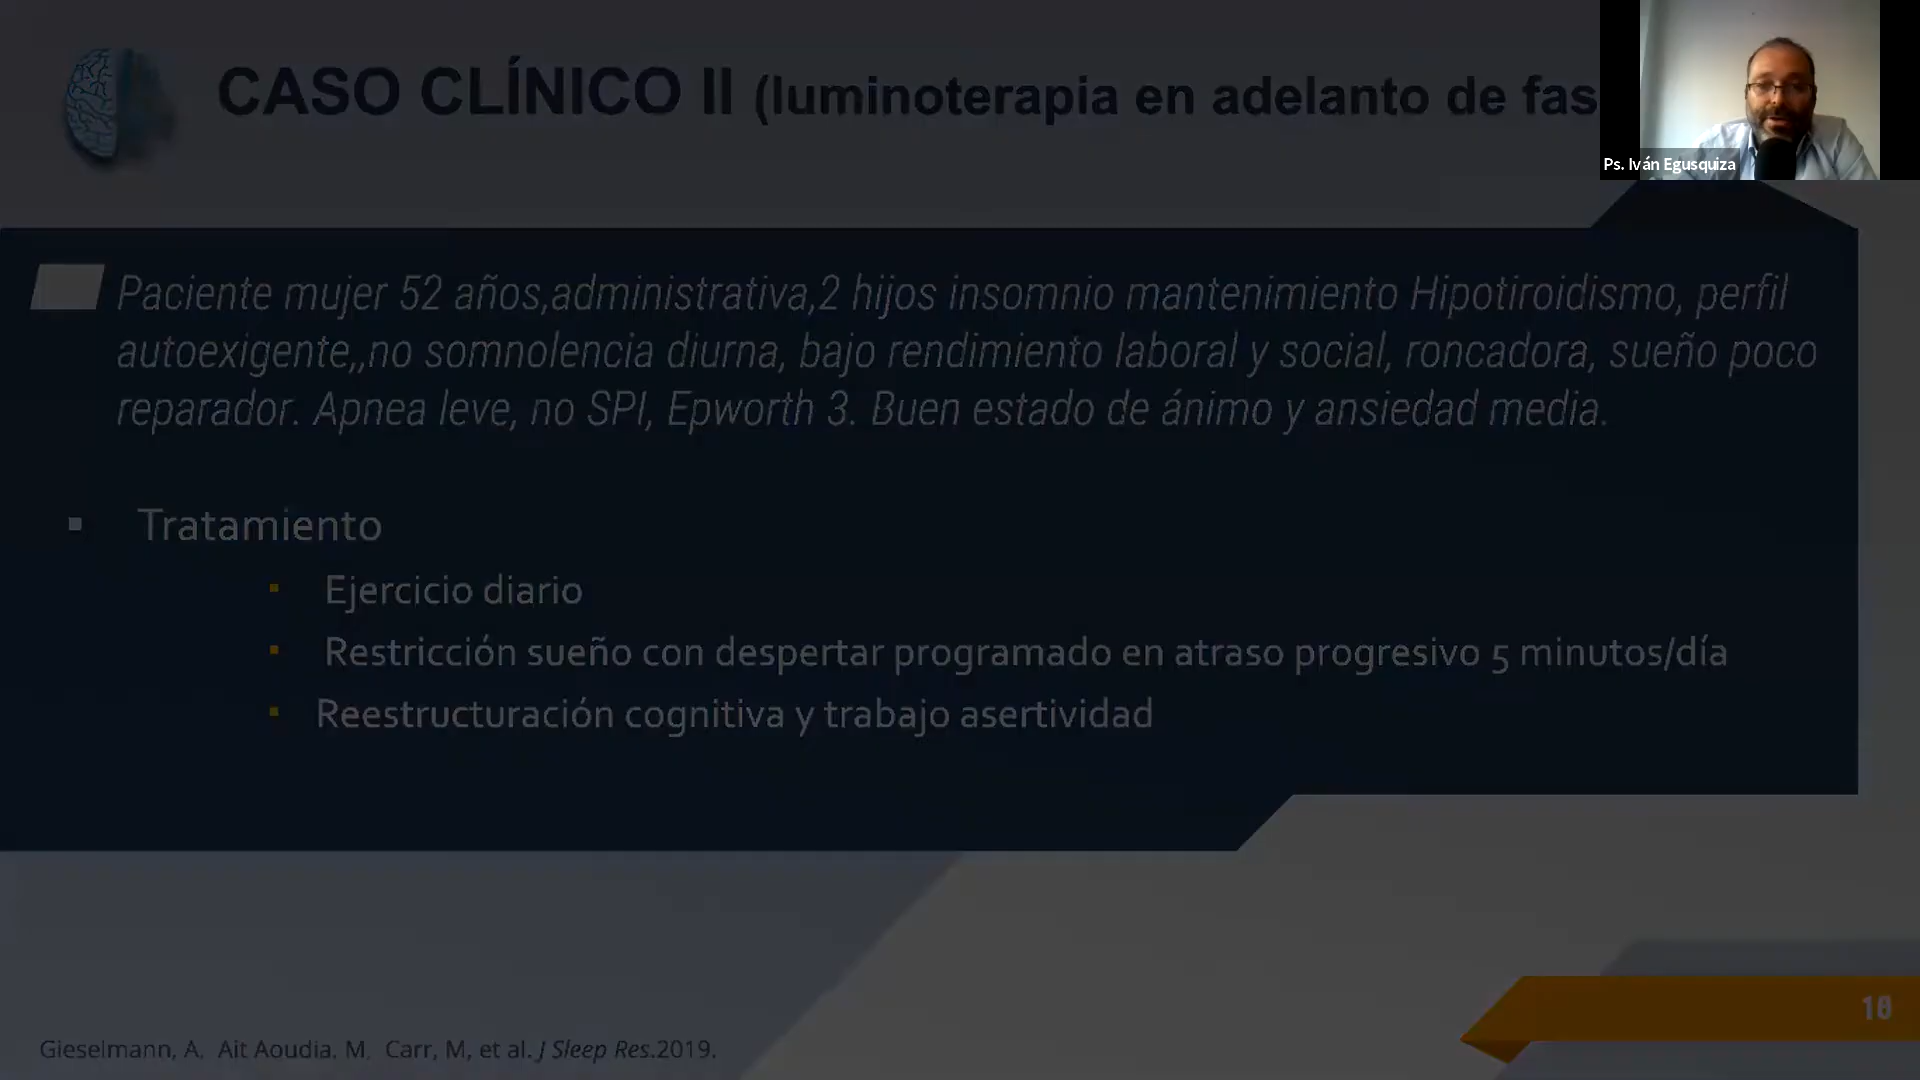 CASO CLÍNICO II (luminoterapia en adelanto de fas
Ps. Iván Egusquiza
Paciente mujer 52 años,administrativa,2 hijos insomnio mantenimiento Hipotiroidismo, perfil
autoexigente,,no somnolencia diurna, bajo rendimiento laboral y social, roncadora, sueño poco
reparador. Apnea leve, no SPI, Epworth 3. Buen estado de ánimo y ansiedad media.
▪ Tratamiento
▪ Ejercicio diario
▪ Restricción sueño con despertar programado en atraso progresivo 5 minutos/día
▪ Reestructuración cognitiva y trabajo asertividad
10
Gieselmann, A, Ait Aoudia, M, Carr, M, et al. J Sleep Res.2019.